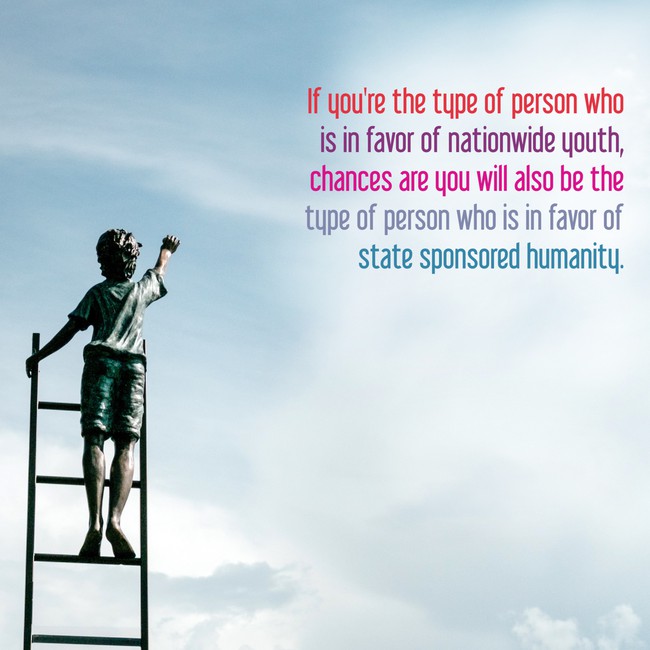 If you're the type of person who
is in favor of nationwide youth,
chances are you will also be the
type of person who is in favor of
state sponsored humanity.